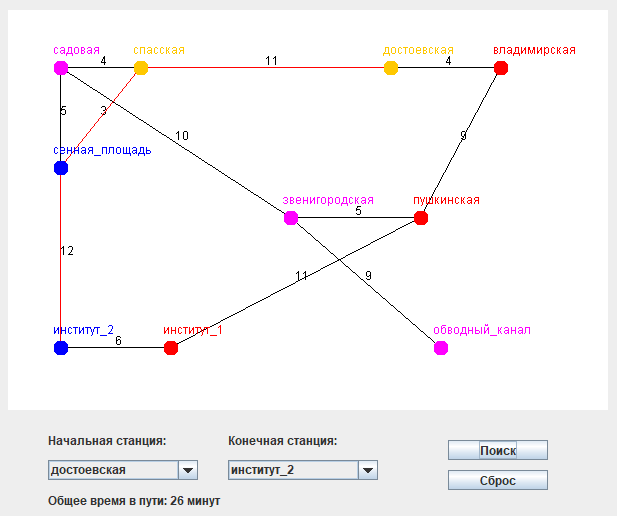 садовая спасская достоевская владимирская
4 11 4
5 3
10 9
сенная_площадь
звенигородская пушкинская
5
12 11 9
институт_2 институт_1 обводный_канал
6
Начальная станция: Конечная станция: Поиск
достоевская институт_2 Сброс
Общее время в пути: 26 минут